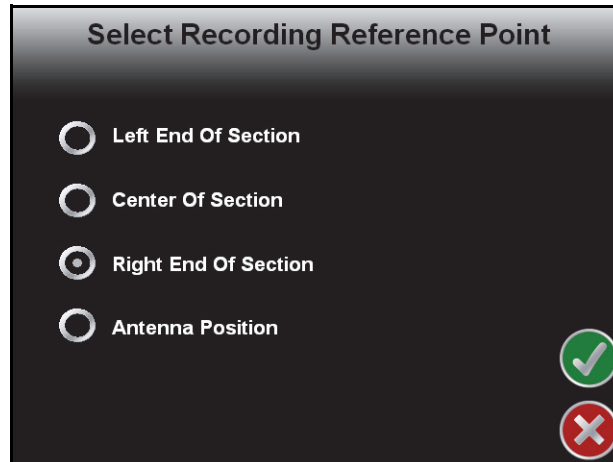 Select Recording Reference Point
Left End Of Section
Center Of Section
Right End Of Section
Antenna Position